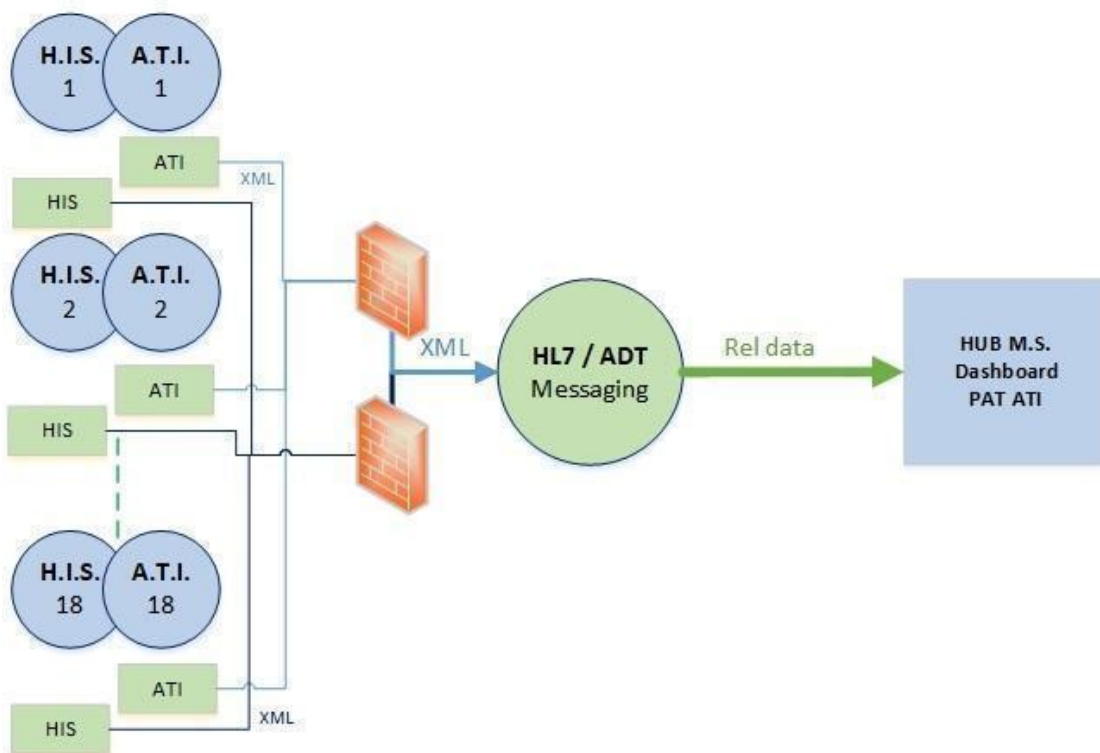 H.I.S.
1
A.T.I.
1
ATI
XML
HIS
H.I.S.
2
A.T.I.
2
ATI
HIS
H.I.S.
18
A.T.I.
18
ATI
HIS
XML
XML
HL7 / ADT
Messaging
Rel data
HUB M.S.
Dashboard
PAT ATI